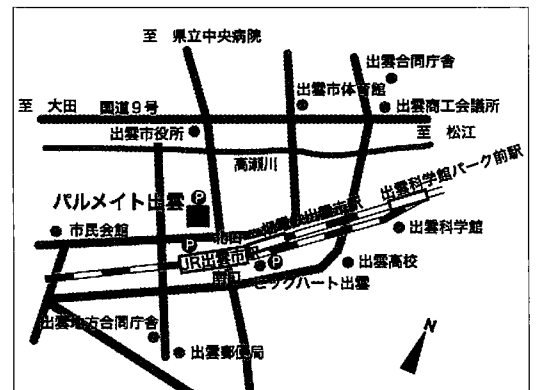 至 県立中央病院
出雲合同庁舎
出雲市体育館
至 大田 国道9号
出雲商工会議所
出雲市役所
至 松江
高瀬川
出雲科学館パーク前駅
パルメイト出雲
P
市民会館
北口
P
出雲科学館
JR出雲市駅
南口
P
出雲高校
ビッグハート出雲
出雲地方合同庁舎
出雲郵便局
N